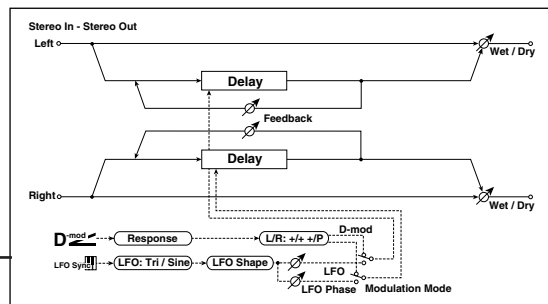 Stereo In - Stereo Out
Left
Wet / Dry
Delay
Feedback
Delay
Right
Wet / Dry
D-mod
D-mod Response L/R: +/+ +/P
LFO
LFO Sync LFO: Tri / Sine LFO Shape
LFO Phase Modulation Mode